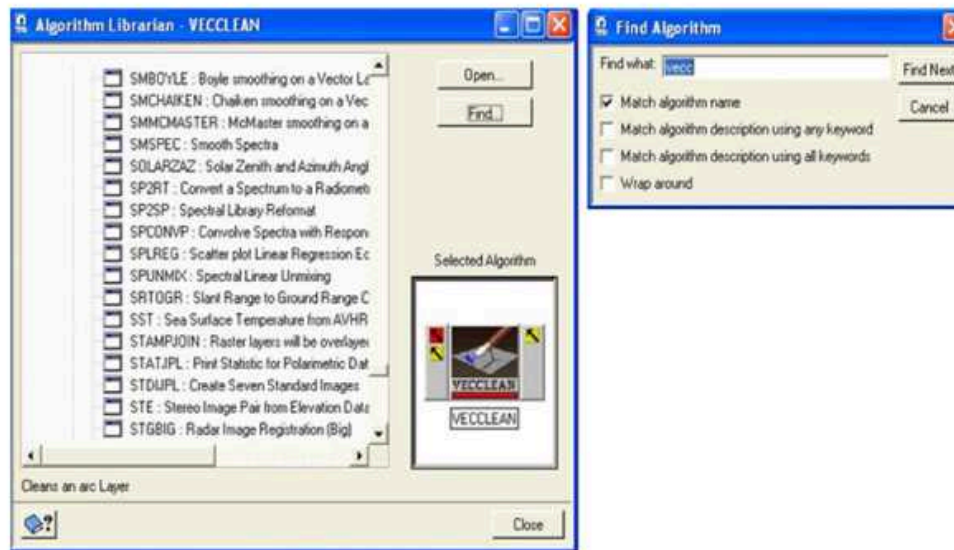 Algorithm Librarian - VECCLEAN
SMBOYLE : Boyle smoothing on a Vector La
SMCHAIKEN : Chaiken smoothing on a Vec
SMMCMASTER : McMaster smoothing on a
SMSPEC : Smooth Spectra
SOLARZAZ : Solar Zenith and Azimuth Angl
SP2RT : Convert a Spectrum to a Radiometr
SP2SP : Spectral Library Reformat
SPCONVP : Convolve Spectra with Respon
SPLREG : Scatter plot Linear Regression Ec
SPUNMIX : Spectral Linear Unmixing
SRTOGR : Slant Range to Ground Range C
SST : Sea Surface Temperature from AVHR
STAMPJOIN : Raster layers will be overlayed
STATJPL : Print Statistic for Polarimetric Dat
STDIJPL : Create Seven Standard Images
STE : Stereo Image Pair from Elevation Data
STGBIG : Radar Image Registration (Big)
Open...
Find...
Selected Algorithm
VECCLEAN
VECCLEAN
Cleans an arc Layer
Close
Find Algorithm
Find what: vecc
Find Next
Match algorithm name
Cancel
Match algorithm description using any keyword
Match algorithm description using all keywords
Wrap around